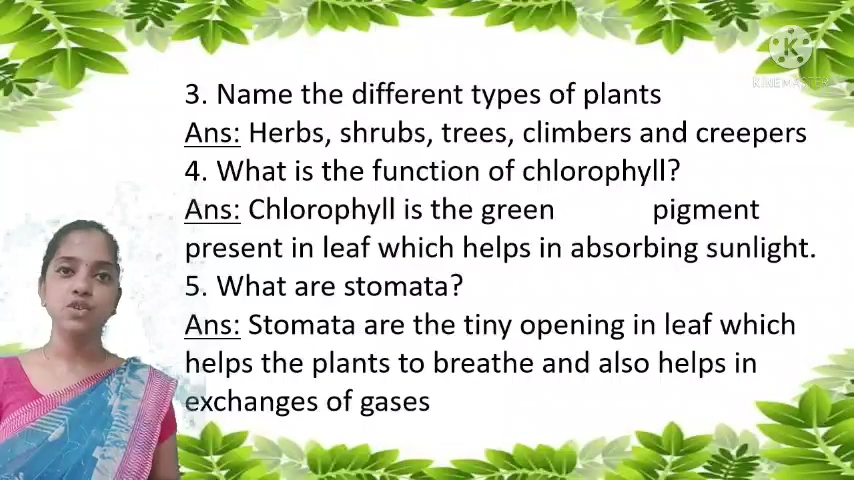 K
KINEMASTER
3. Name the different types of plants
Ans: Herbs, shrubs, trees, climbers and creepers
4. What is the function of chlorophyll?
Ans: Chlorophyll is the green pigment
present in leaf which helps in absorbing sunlight.
5. What are stomata?
Ans: Stomata are the tiny opening in leaf which
helps the plants to breathe and also helps in
exchanges of gases